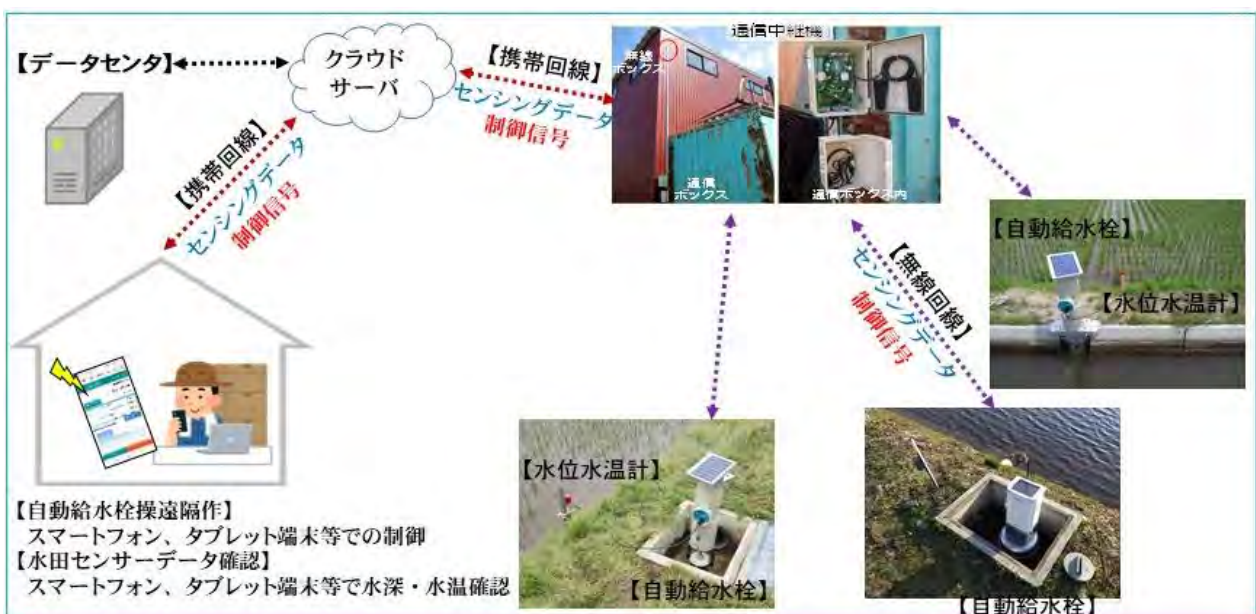 【データセンタ】
クラウド
サーバ
【携帯回線】
センシングデータ
制御信号
通信中継機
無線
ボックス
通信
ボックス
通信ボックス内
【携帯回線】
センシングデータ
制御信号
【無線回線】
センシングデータ
制御信号
【自動給水栓】
【水位水温計】
【水位水温計】
【自動給水栓】
【自動給水栓】
【自動給水栓操遠隔作】
スマートフォン、タブレット端末等での制御
【水田センサーデータ確認】
スマートフォン、タブレット端末等で水深・水温確認